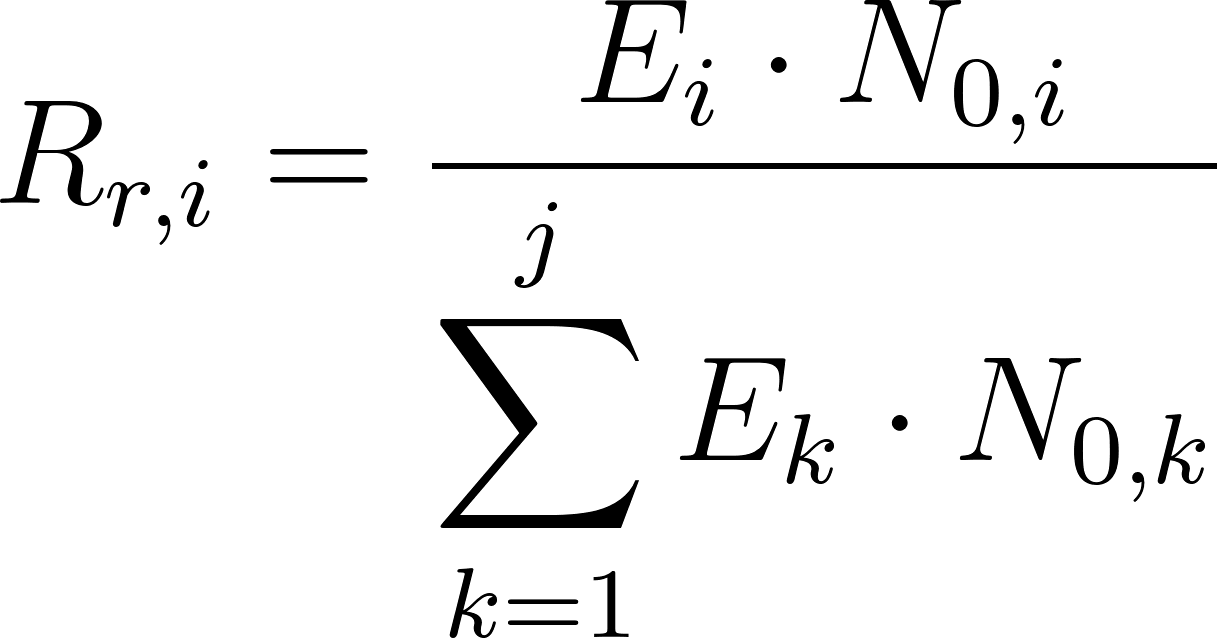 R_{r,i} = \frac{E_i \cdot N_{0,i}}{\sum_{k=1}^{j} E_k \cdot N_{0,k}}